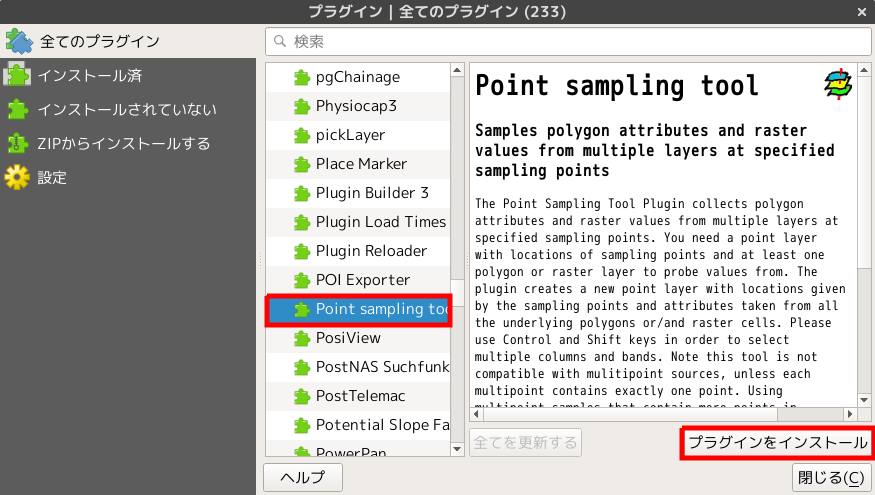 プラグイン | 全てのプラグイン (233)
全てのプラグイン
インストール済
インストールされていない
ZIPからインストールする
設定
検索
pgChainage
Physiocap3
pickLayer
Place Marker
Plugin Builder 3
Plugin Load Times
Plugin Reloader
POI Exporter
Point sampling too
PosiView
PostNAS Suchfunk
PostTelemac
Potential Slope Fa
PowerPan
Point sampling tool
Samples polygon attributes and raster
values from multiple layers at specified
sampling points
The Point Sampling Tool Plugin collects polygon
attributes and raster values from multiple layers at
specified sampling points. You need a point layer
with locations of sampling points and at least one
polygon or raster layer to probe values from. The
plugin creates a new point layer with locations given
by the sampling points and attributes taken from all
the underlying polygons or/and raster cells. Please
use Control and Shift keys in order to select
multiple columns and bands. Note this tool is not
compatible with mulitipoint sources, unless each
multipoint contains exactly one point. Using
multipoint samples that contain more points in
全てを更新する
プラグインをインストール
ヘルプ
閉じる(C)